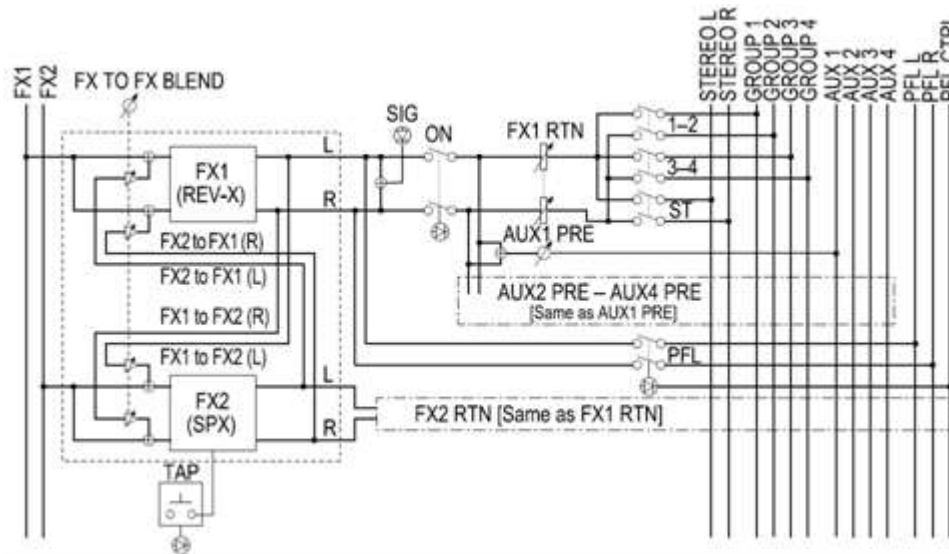 FX1
FX2
FX TO FX BLEND
SIG
ON
FX1 RTN
STEREO L
STEREO R
GROUP 1
GROUP 2
GROUP 3
GROUP 4
AUX 1
AUX 2
AUX 3
AUX 4
PFL L
PFL R
PFL CTRL
1–2
3–4
ST
L
FX1
(REV-X)
R
AUX1 PRE
FX2 to FX1 (R)
FX2 to FX1 (L)
AUX2 PRE – AUX4 PRE
[Same as AUX1 PRE]
FX1 to FX2 (R)
FX1 to FX2 (L)
PFL
L
FX2
(SPX)
R
FX2 RTN [Same as FX1 RTN]
TAP